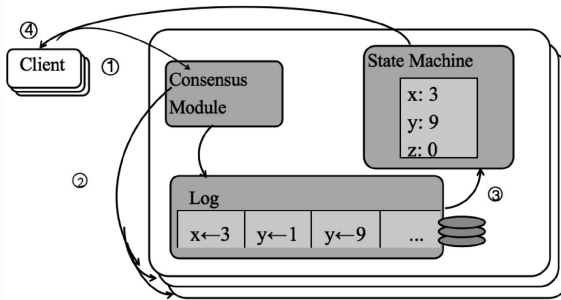 ④
Client
①
Consensus
Module
State Machine
x: 3
y: 9
z: 0
②
③
Log
x←3 y←1 y←9 ...